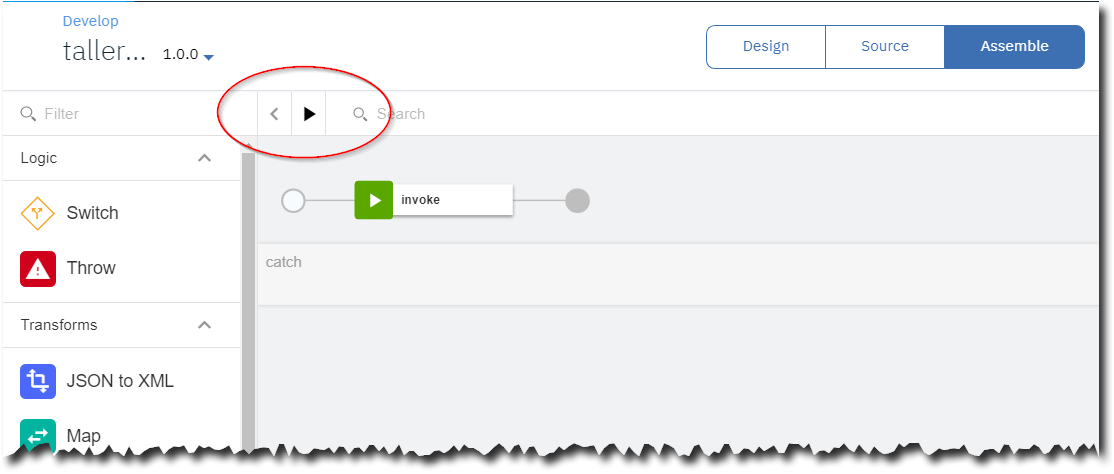 Develop
taller... 1.0.0
Design Source Assemble
Filter
Search
Logic
Switch
Throw
invoke
catch
Transforms
JSON to XML
Map